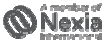 A member of
Nexia
International